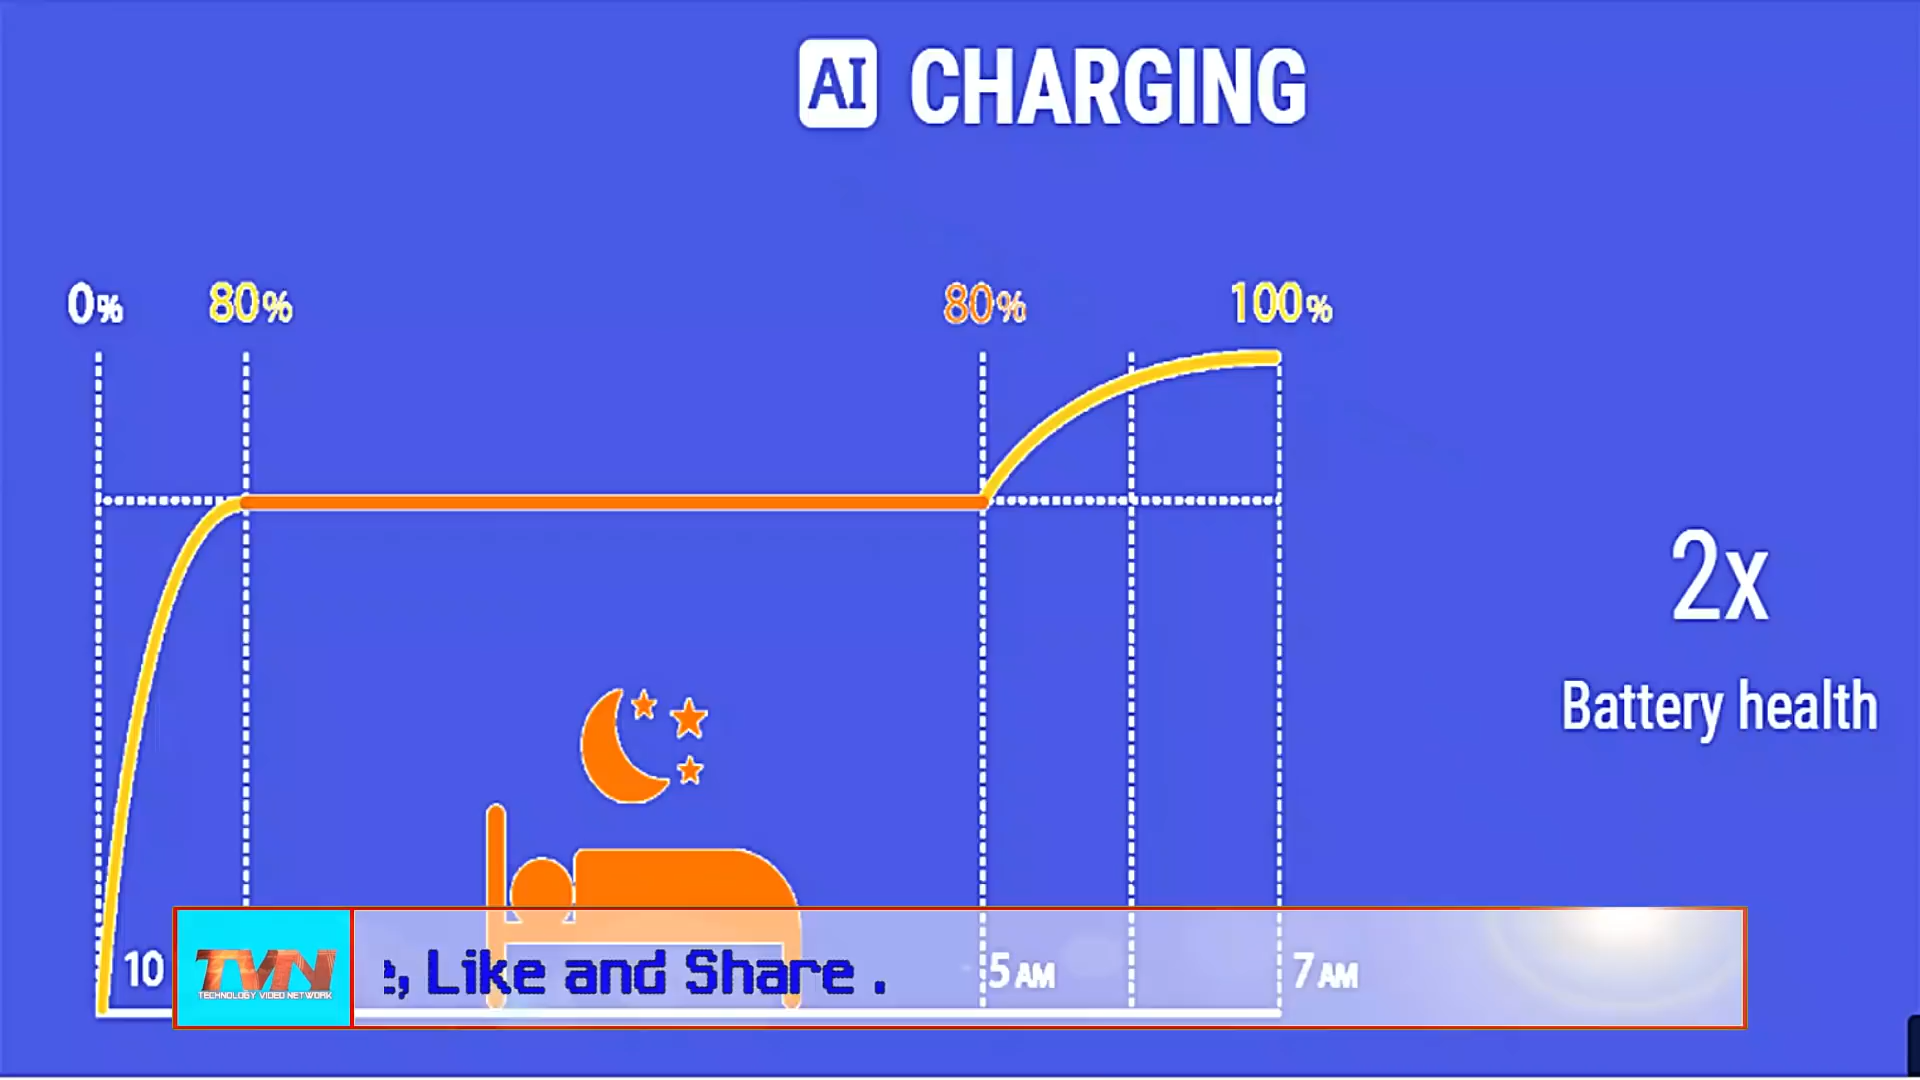 AI CHARGING
0% 80% 80% 100%
2x
Battery health
10 5 AM 7 AM
TVN
TECHNOLOGY VIDEO NETWORK
, Like and Share .